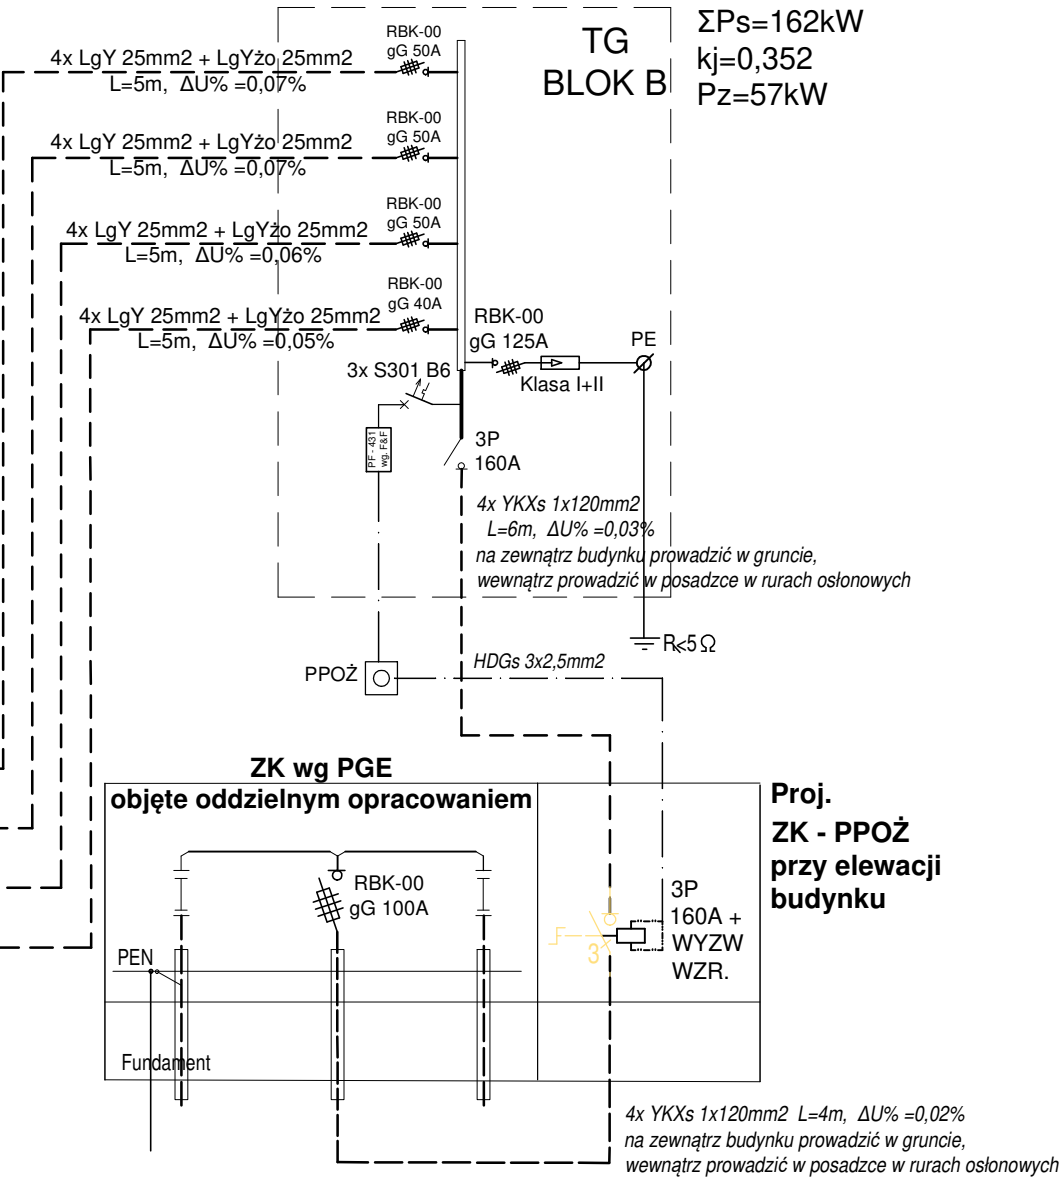 ΣPs=162kW
kj=0,352
Pz=57kW
TG
BLOK B
RBK-00
gG 50A
4x LgY 25mm2 + LgYżo 25mm2
L=5m, ΔU% =0,07%
RBK-00
gG 50A
4x LgY 25mm2 + LgYżo 25mm2
L=5m, ΔU% =0,07%
RBK-00
gG 50A
4x LgY 25mm2 + LgYżo 25mm2
L=5m, ΔU% =0,06%
RBK-00
gG 40A
4x LgY 25mm2 + LgYżo 25mm2
L=5m, ΔU% =0,05%
RBK-00
gG 125A
Klasa I+II
PE
3x S301 B6
PF - 431
wg. F&F
3P
160A
4x YKXs 1x120mm2
L=6m, ΔU% =0,03%
na zewnątrz budynku prowadzić w gruncie,
wewnątrz prowadzić w posadzce w rurach osłonowych
R<5 Ω
PPOŻ
HDGs 3x2,5mm2
ZK wg PGE
objęte oddzielnym opracowaniem
Proj.
ZK - PPOŻ
przy elewacji
budynku
RBK-00
gG 100A
3P
160A +
WYZW
WZR.
3
PEN
Fundament
4x YKXs 1x120mm2 L=4m, ΔU% =0,02%
na zewnątrz budynku prowadzić w gruncie,
wewnątrz prowadzić w posadzce w rurach osłonowych